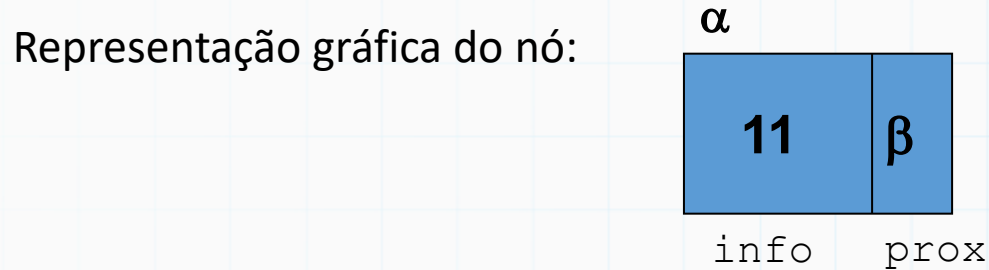 α
Representação gráfica do nó:
11 β
info prox